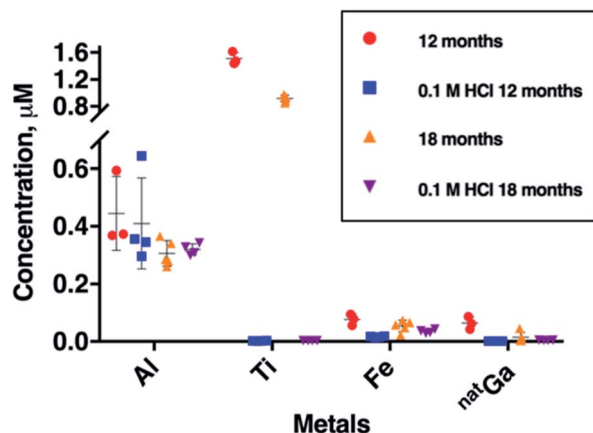 Concentration, μM
1.6
1.2
0.8
0.6
0.4
0.2
0.0
Al
Ti
Fe
natGa
Metals
12 months
0.1 M HCl 12 months
18 months
0.1 M HCl 18 months